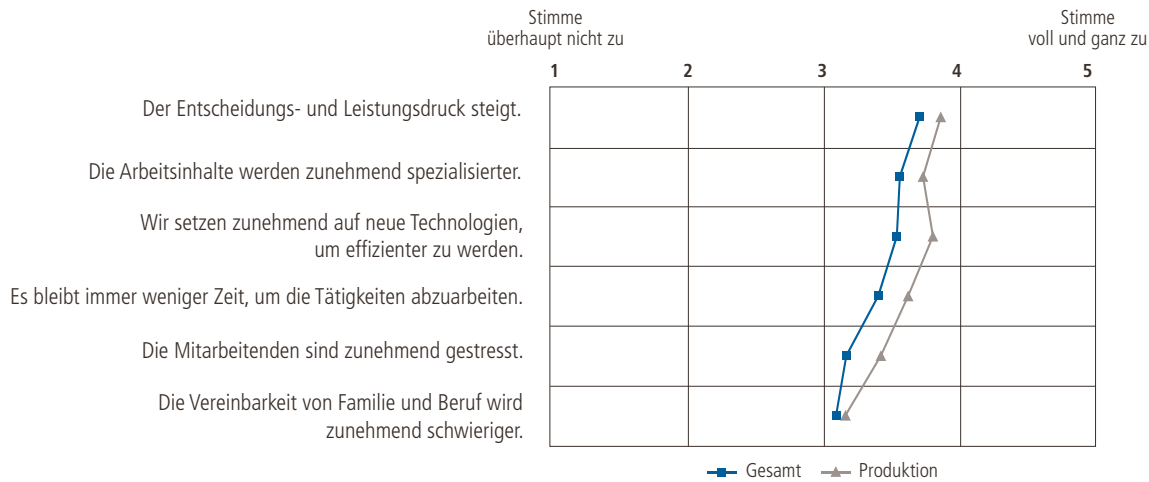 Stimme
überhaupt nicht zu
Stimme
voll und ganz zu
1 2 3 4 5
Der Entscheidungs- und Leistungsdruck steigt.
Die Arbeitsinhalte werden zunehmend spezialisierter.
Wir setzen zunehmend auf neue Technologien,
um effizienter zu werden.
Es bleibt immer weniger Zeit, um die Tätigkeiten abzuarbeiten.
Die Mitarbeitenden sind zunehmend gestresst.
Die Vereinbarkeit von Familie und Beruf wird
zunehmend schwieriger.
Gesamt Produktion